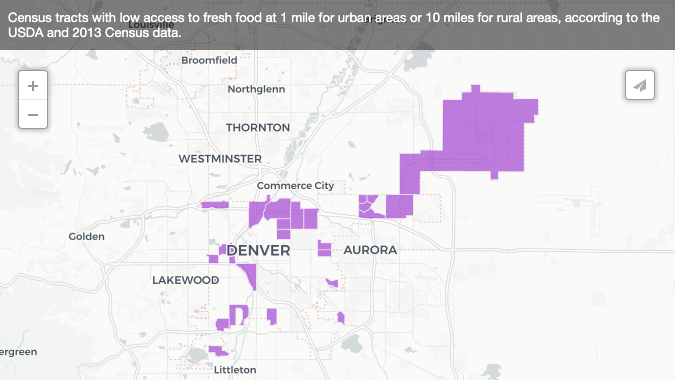 Census tracts with low access to fresh food at 1 mile for urban areas or 10 miles for rural areas, according to the
USDA and 2013 Census data.
Louisville
Broomfield
Northglenn
THORNTON
WESTMINSTER
Commerce City
Golden
DENVER
AURORA
LAKEWOOD
ergreen
Littleton
+
−